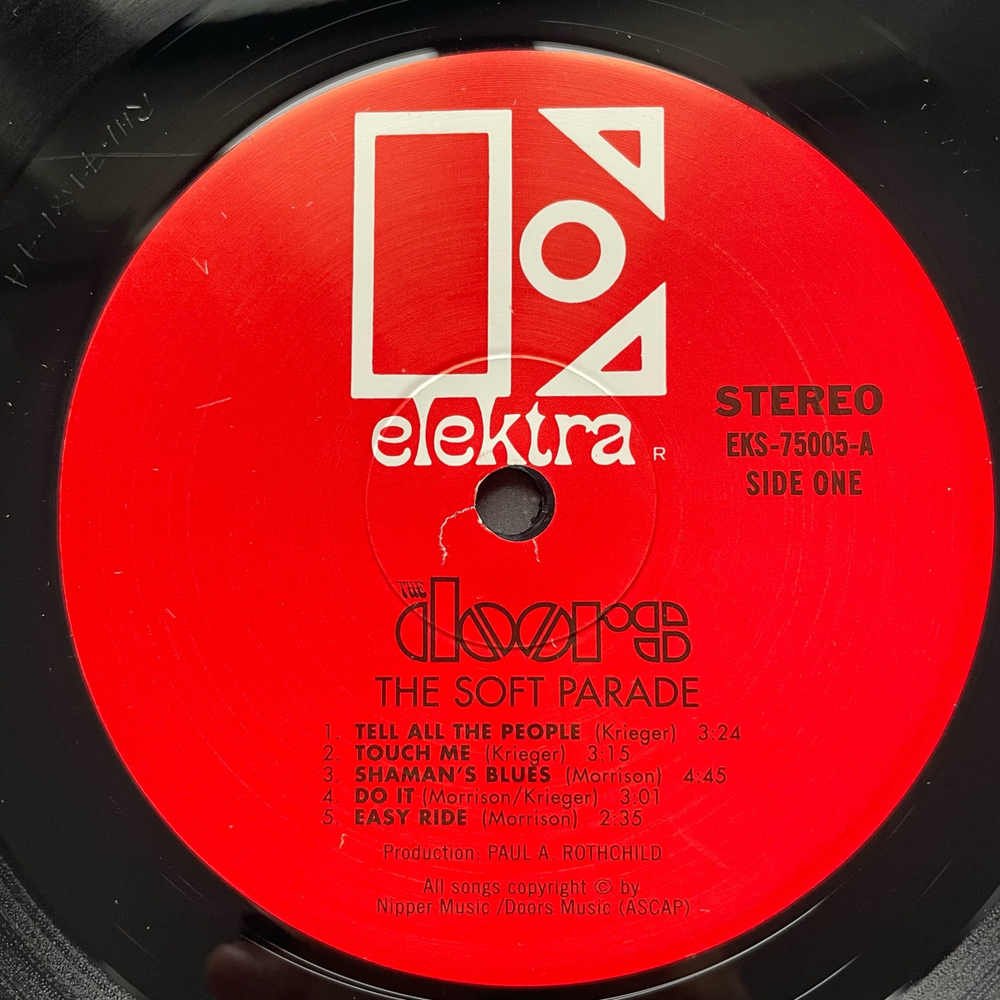 elektra R
STEREO
EKS-75005-A
SIDE ONE
THE
doors
THE SOFT PARADE
1. TELL ALL THE PEOPLE (Krieger) 3:24
2. TOUCH ME (Krieger) 3:15
3. SHAMAN'S BLUES (Morrison) 4:45
4. DO IT (Morrison/Krieger) 3:01
5. EASY RIDE (Morrison) 2:35
Production: PAUL A. ROTHCHILD
All songs copyright © by
Nipper Music /Doors Music (ASCAP)